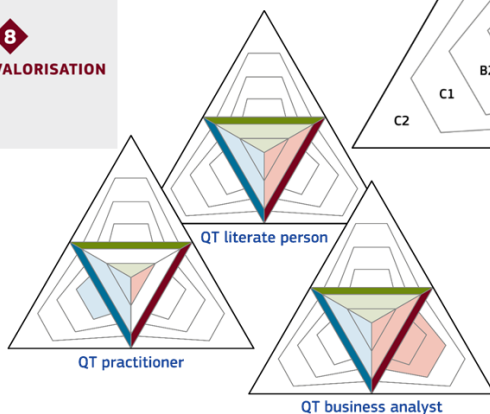 8
VALORISATION
C1
C2
QT literate person
QT practitioner
QT business analyst